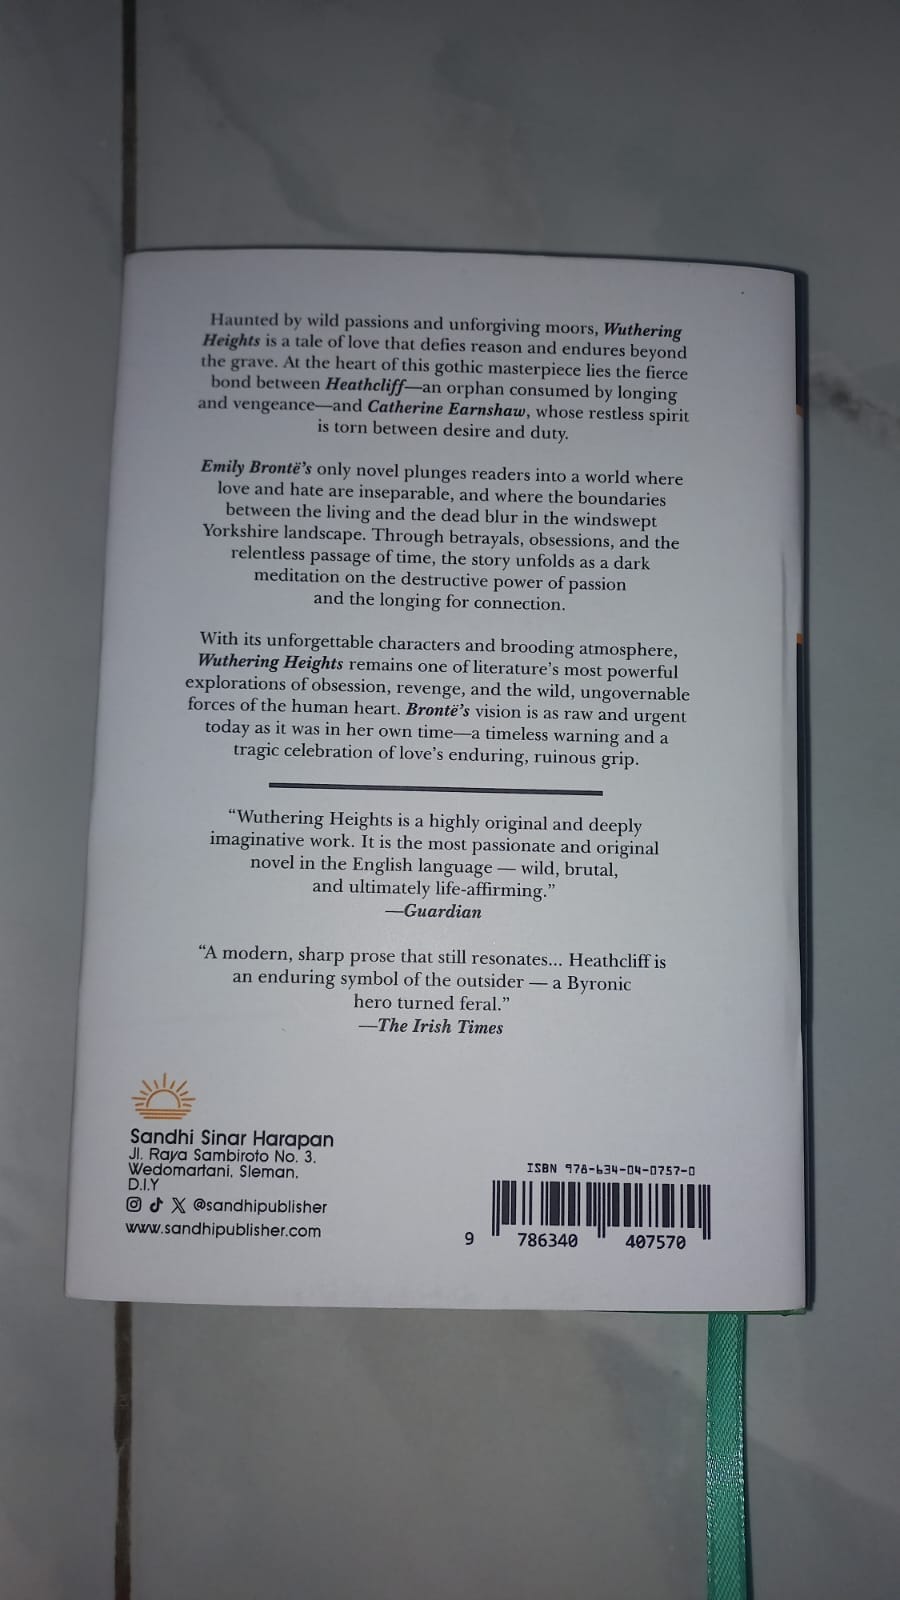 Haunted by wild passions and unforgiving moors, Wuthering
Heights is a tale of love that defies reason and endures beyond
the grave. At the heart of this gothic masterpiece lies the fierce
bond between Heathcliff—an orphan consumed by longing
and vengeance—and Catherine Earnshaw, whose restless spirit
is torn between desire and duty.
Emily Brontë's only novel plunges readers into a world where
love and hate are inseparable, and where the boundaries
between the living and the dead blur in the windswept
Yorkshire landscape. Through betrayals, obsessions, and the
relentless passage of time, the story unfolds as a dark
meditation on the destructive power of passion
and the longing for connection.
With its unforgettable characters and brooding atmosphere,
Wuthering Heights remains one of literature's most powerful
explorations of obsession, revenge, and the wild, ungovernable
forces of the human heart. Brontë's vision is as raw and urgent
today as it was in her own time—a timeless warning and a
tragic celebration of love's enduring, ruinous grip.
“Wuthering Heights is a highly original and deeply
imaginative work. It is the most passionate and original
novel in the English language — wild, brutal,
and ultimately life-affirming.”
—Guardian
“A modern, sharp prose that still resonates... Heathcliff is
an enduring symbol of the outsider — a Byronic
hero turned feral.”
—The Irish Times
Sandhi Sinar Harapan
Jl. Raya Sambiroto No. 3.
Wedomartani, Sleman,
D.I.Y
@sandhipublisher
www.sandhipublisher.com
ISBN 978-634-04-0757-0
9 786340 407570